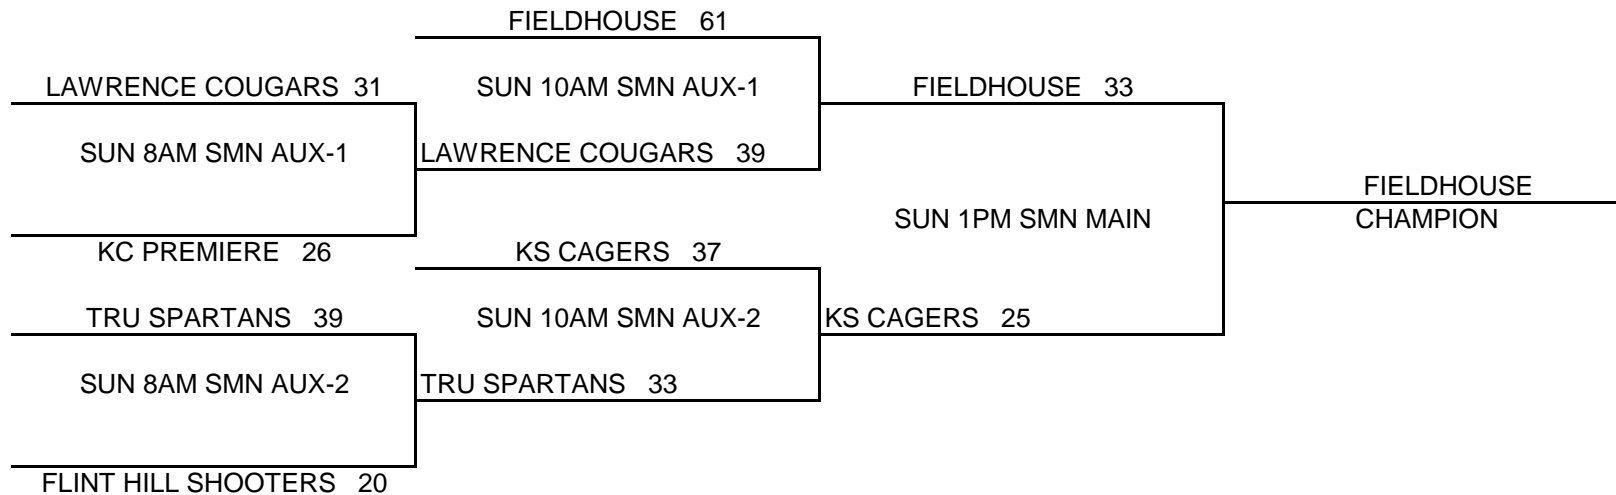 FIELDHOUSE 61
LAWRENCE COUGARS 31
SUN 10AM SMN AUX-1
FIELDHOUSE 33
SUN 8AM SMN AUX-1
LAWRENCE COUGARS 39
FIELDHOUSE
SUN 1PM SMN MAIN
CHAMPION
KC PREMIERE 26
KS CAGERS 37
TRU SPARTANS 39
SUN 10AM SMN AUX-2
KS CAGERS 25
SUN 8AM SMN AUX-2
TRU SPARTANS 33
FLINT HILL SHOOTERS 20